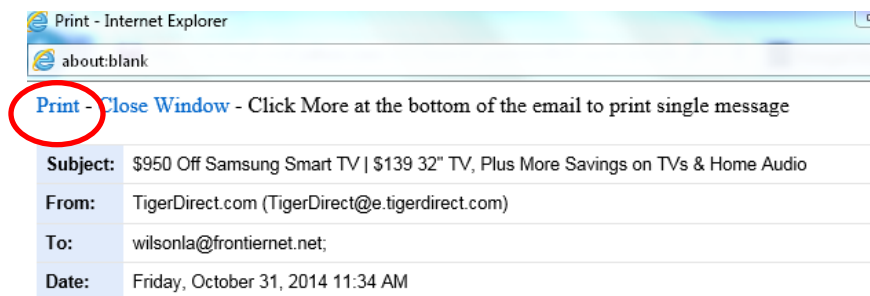 Print - Internet Explorer
about:blank
Print - Close Window - Click More at the bottom of the email to print single message
Subject: $950 Off Samsung Smart TV | $139 32" TV, Plus More Savings on TVs & Home Audio
From: TigerDirect.com (TigerDirect@e.tigerdirect.com)
To: wilsonla@frontiernet.net;
Date: Friday, October 31, 2014 11:34 AM